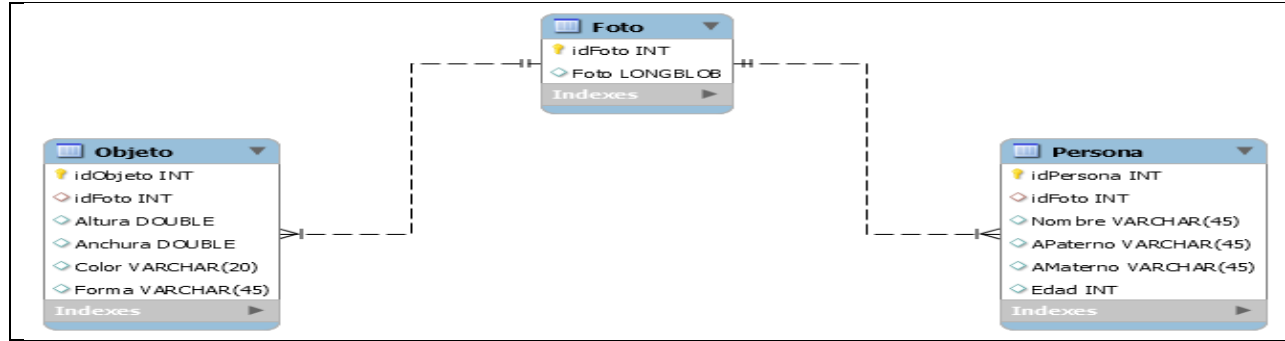 Foto
idFoto INT
Foto LONGBLOB
Indexes
Objeto
idObjeto INT
idFoto INT
Altura DOUBLE
Anchura DOUBLE
Color VARCHAR(20)
Forma VARCHAR(45)
Indexes
Persona
idPersona INT
idFoto INT
Nombre VARCHAR(45)
APaterno VARCHAR(45)
AMaterno VARCHAR(45)
Edad INT
Indexes